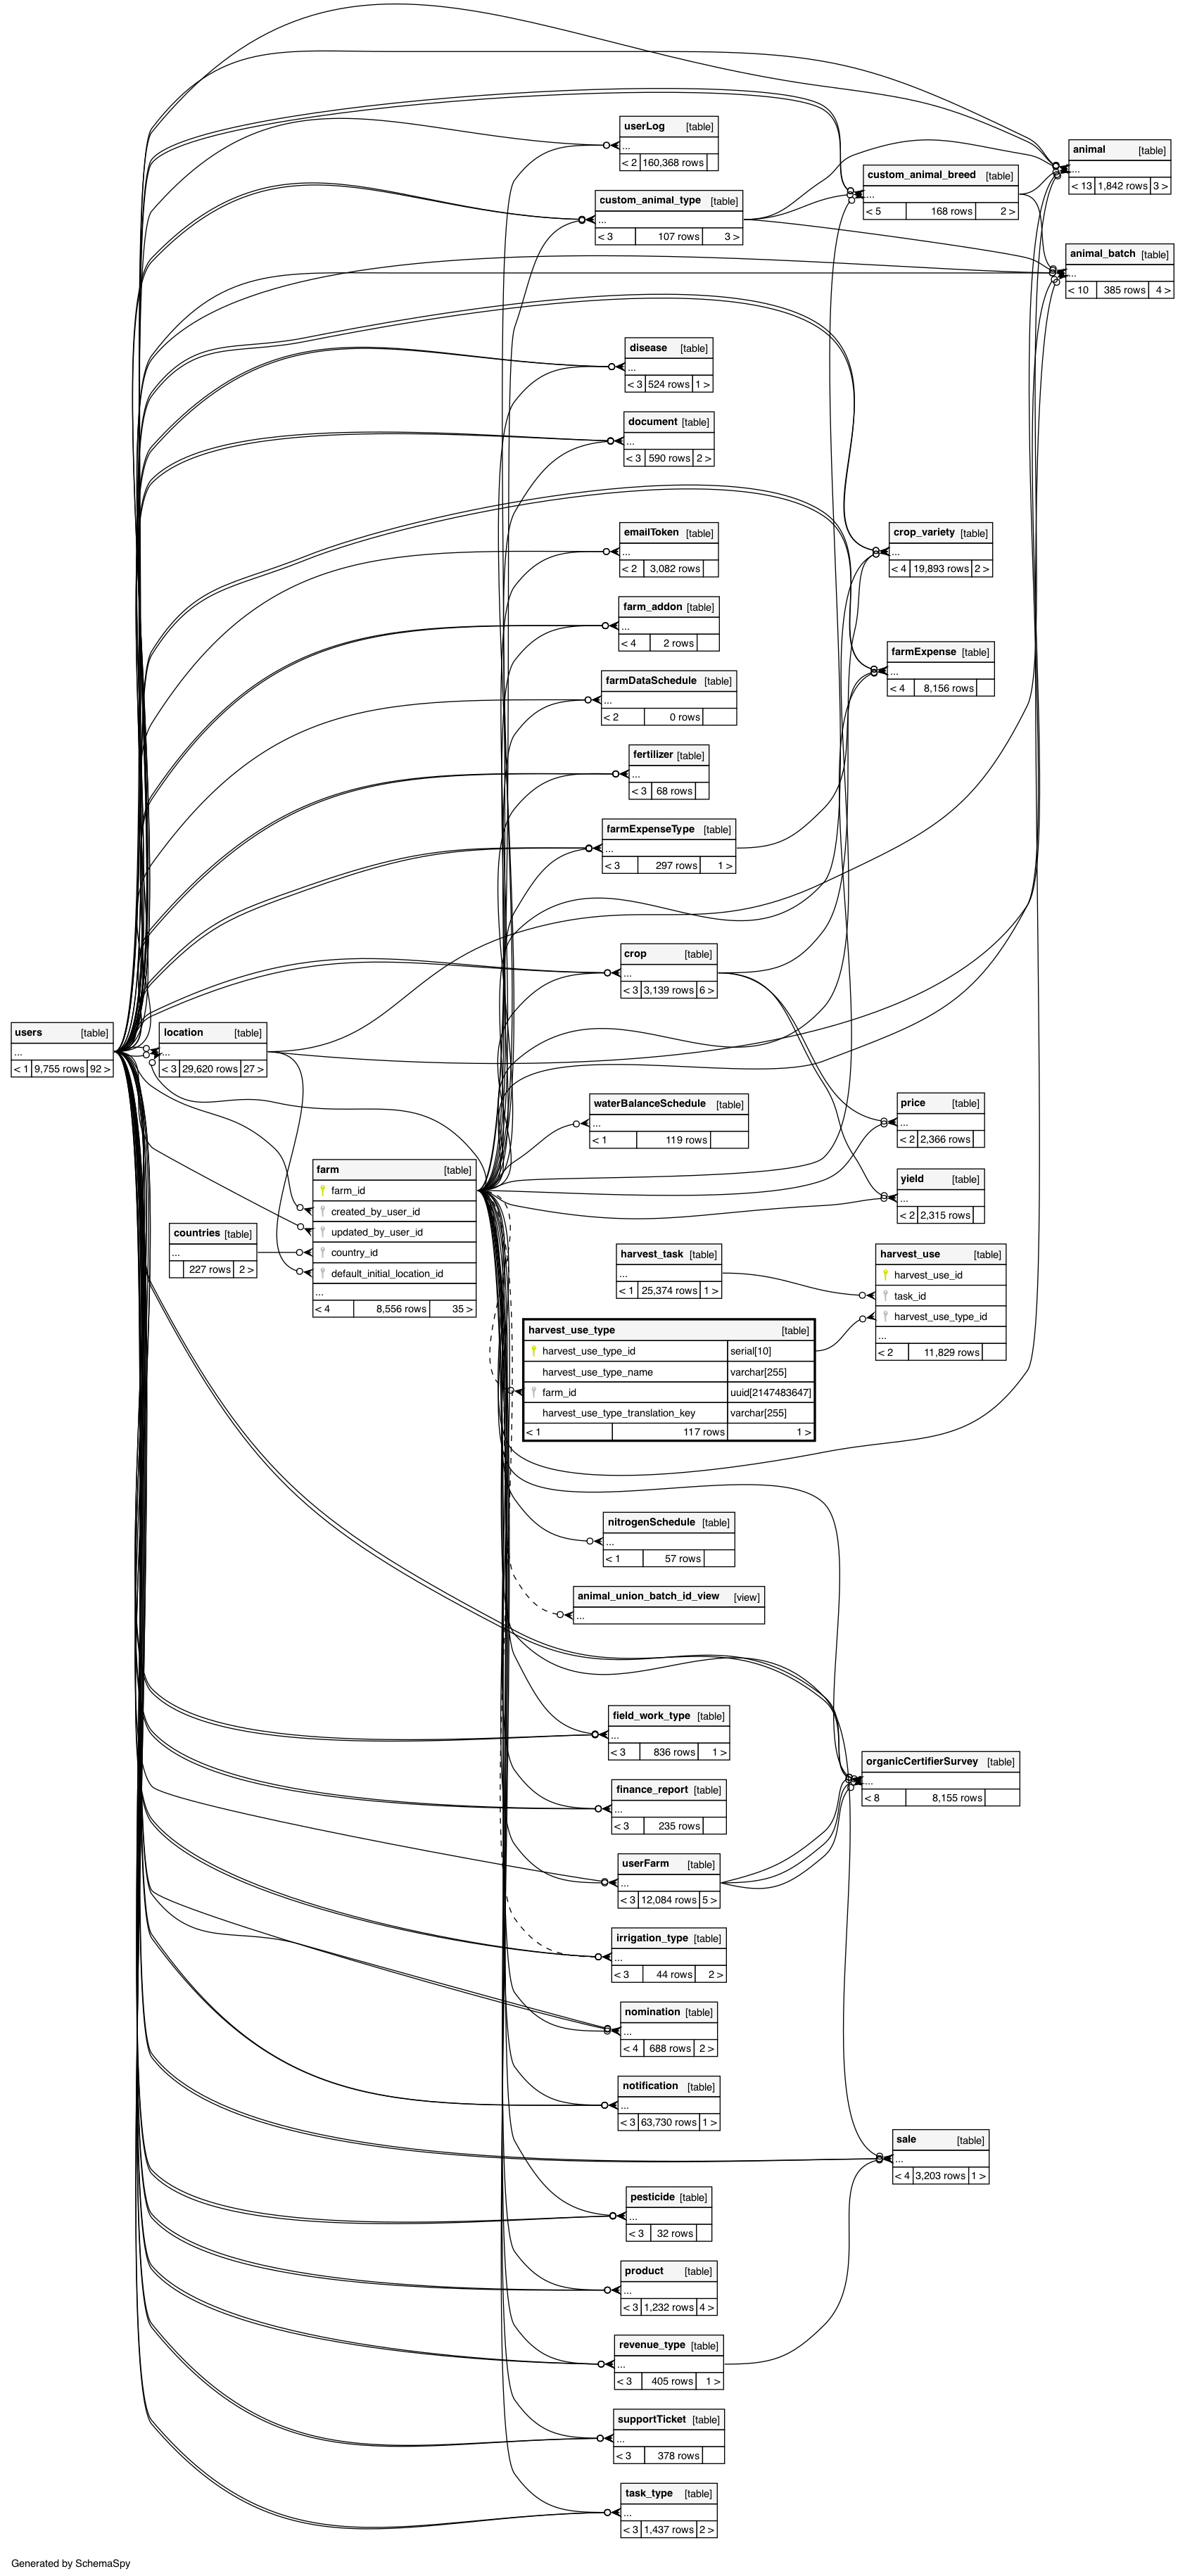 userLog [table]
...
< 2 160,368 rows
animal [table]
...
< 13 1,842 rows 3 >
custom_animal_breed [table]
...
< 5 168 rows 2 >
custom_animal_type [table]
...
< 3 107 rows 3 >
animal_batch [table]
...
< 10 385 rows 4 >
disease [table]
...
< 3 524 rows 1 >
document [table]
...
< 3 590 rows 2 >
emailToken [table]
...
< 2 3,082 rows
crop_variety [table]
...
< 4 19,893 rows 2 >
farm_addon [table]
...
< 4 2 rows
farmExpense [table]
...
< 4 8,156 rows
farmDataSchedule [table]
...
< 2 0 rows
fertilizer [table]
...
< 3 68 rows
farmExpenseType [table]
...
< 3 297 rows 1 >
crop [table]
...
< 3 3,139 rows 6 >
users [table]
...
< 1 9,755 rows 92 >
location [table]
...
< 3 29,620 rows 27 >
waterBalanceSchedule [table]
...
< 1 119 rows
price [table]
...
< 2 2,366 rows
farm [table]
farm_id
created_by_user_id
updated_by_user_id
country_id
default_initial_location_id
...
< 4 8,556 rows 35 >
yield [table]
...
< 2 2,315 rows
countries [table]
...
227 rows 2 >
harvest_task [table]
...
< 1 25,374 rows 1 >
harvest_use [table]
harvest_use_id
task_id
harvest_use_type_id
...
< 2 11,829 rows
harvest_use_type [table]
harvest_use_type_id serial[10]
harvest_use_type_name varchar[255]
farm_id uuid[2147483647]
harvest_use_type_translation_key varchar[255]
< 1 117 rows 1 >
nitrogenSchedule [table]
...
< 1 57 rows
animal_union_batch_id_view [view]
...
field_work_type [table]
...
< 3 836 rows 1 >
organicCertifierSurvey [table]
...
< 8 8,155 rows
finance_report [table]
...
< 3 235 rows
userFarm [table]
...
< 3 12,084 rows 5 >
irrigation_type [table]
...
< 3 44 rows 2 >
nomination [table]
...
< 4 688 rows 2 >
notification [table]
...
< 3 63,730 rows 1 >
sale [table]
...
< 4 3,203 rows 1 >
pesticide [table]
...
< 3 32 rows
product [table]
...
< 3 1,232 rows 4 >
revenue_type [table]
...
< 3 405 rows 1 >
supportTicket [table]
...
< 3 378 rows
task_type [table]
...
< 3 1,437 rows 2 >
Generated by SchemaSpy